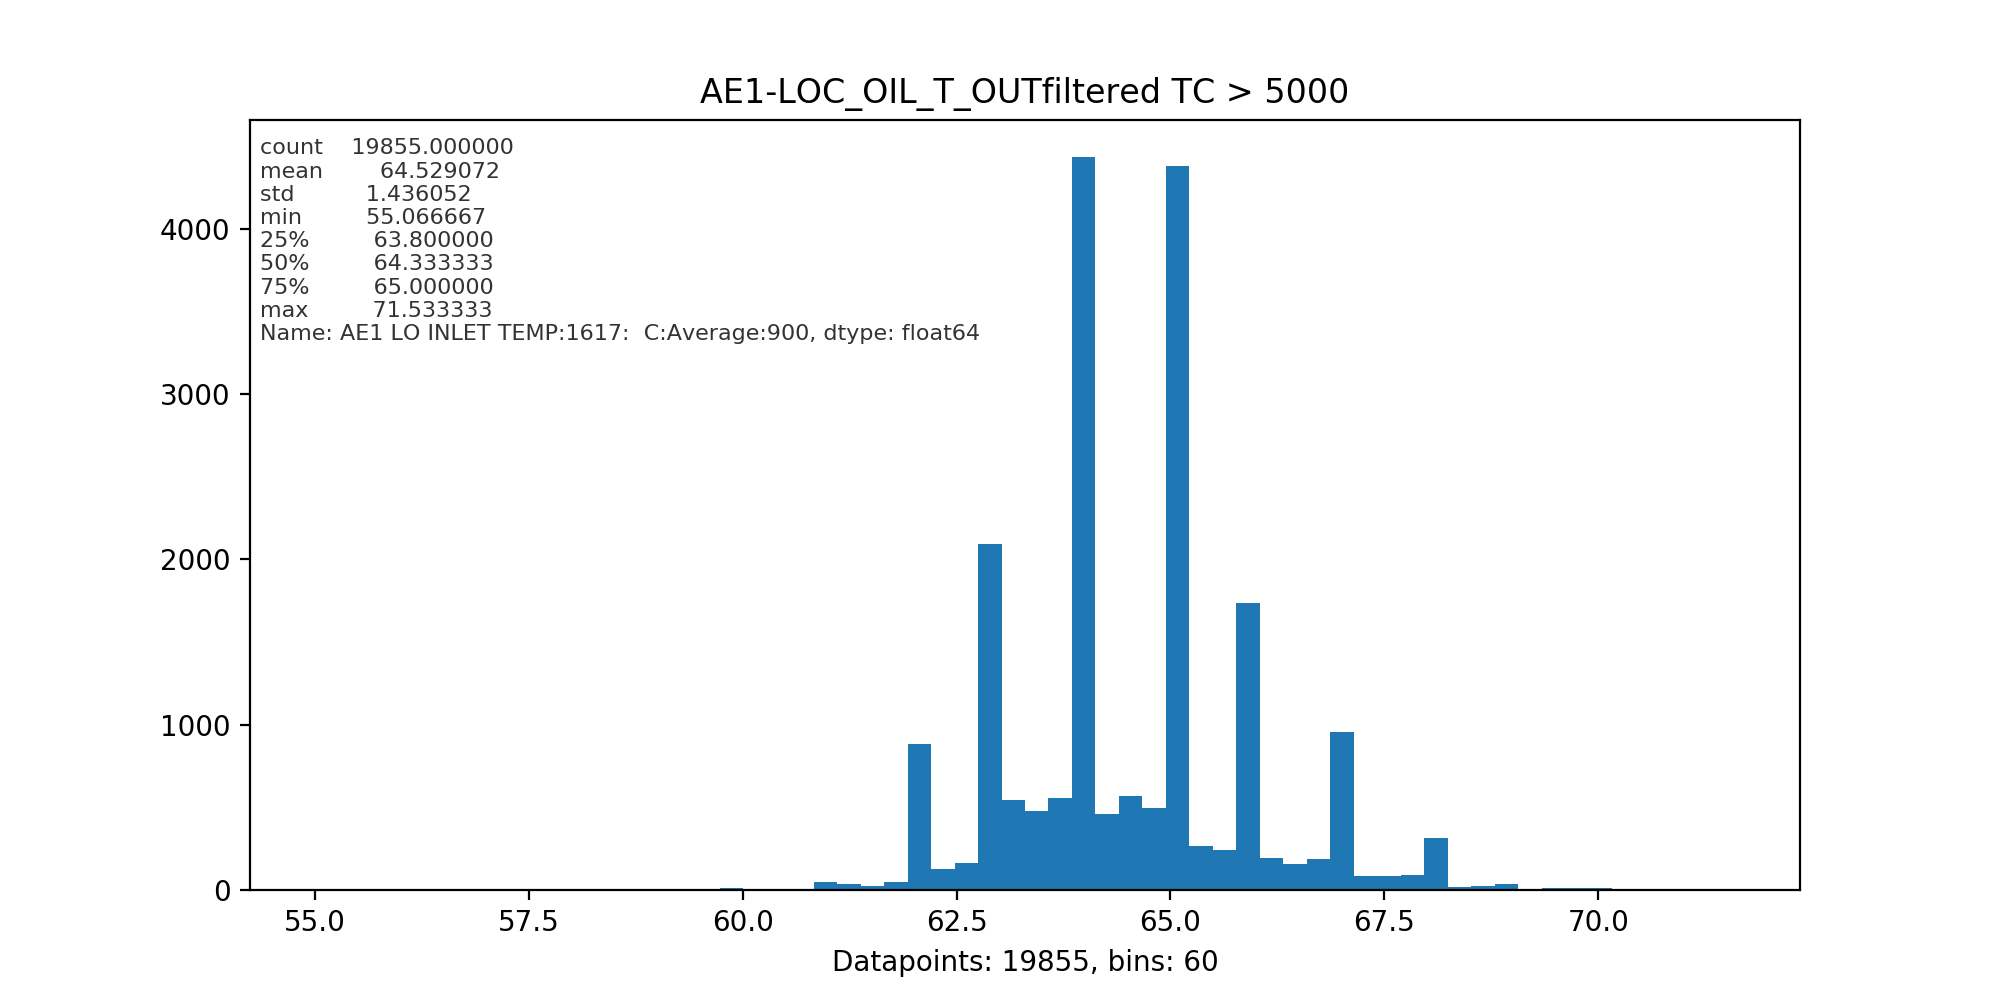 AE1-LOC_OIL_T_OUTfiltered TC > 5000
count 19855.000000
mean 64.529072
std 1.436052
min 55.066667
25% 63.800000
50% 64.333333
75% 65.000000
max 71.533333
Name: AE1 LO INLET TEMP:1617: C:Average:900, dtype: float64
4000
3000
2000
1000
0
55.0 57.5 60.0 62.5 65.0 67.5 70.0
Datapoints: 19855, bins: 60